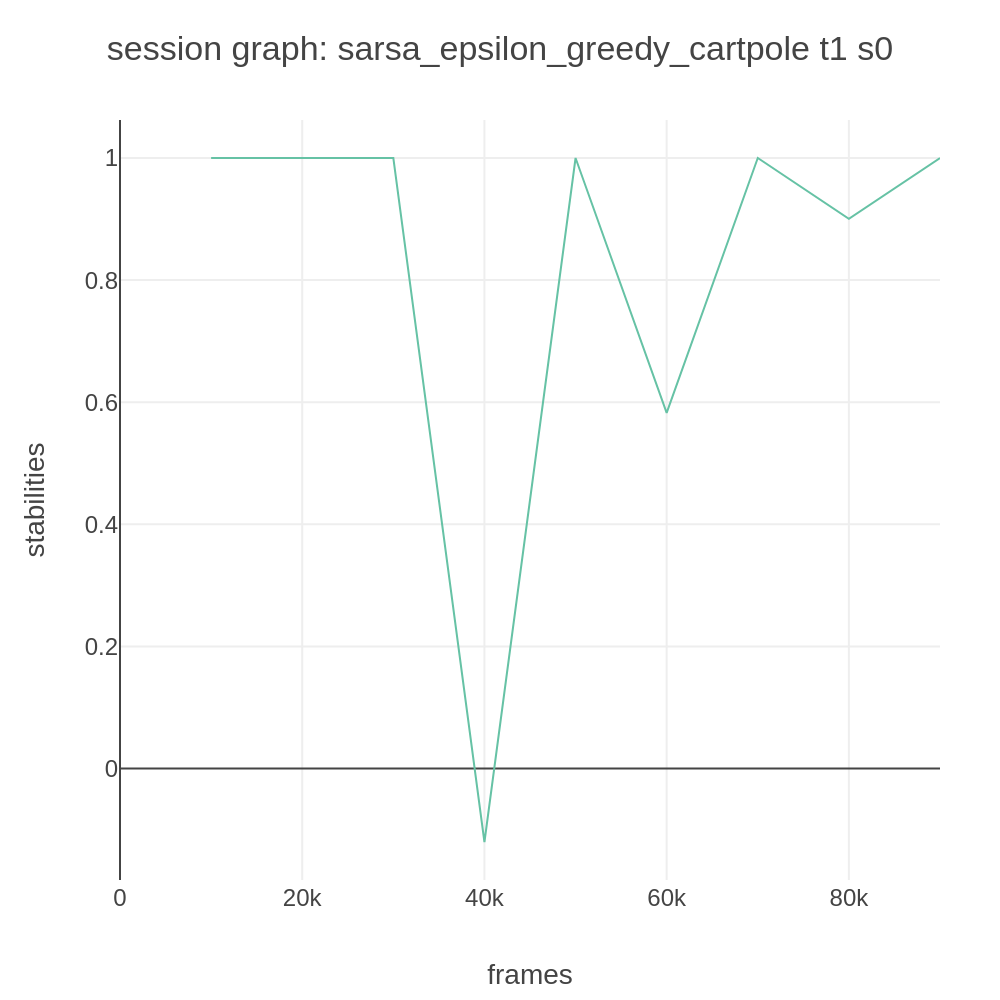 session graph: sarsa_epsilon_greedy_cartpole t1 s0
1
0.8
0.6
0.4
0.2
0
stabilities
0 20k 40k 60k 80k
frames